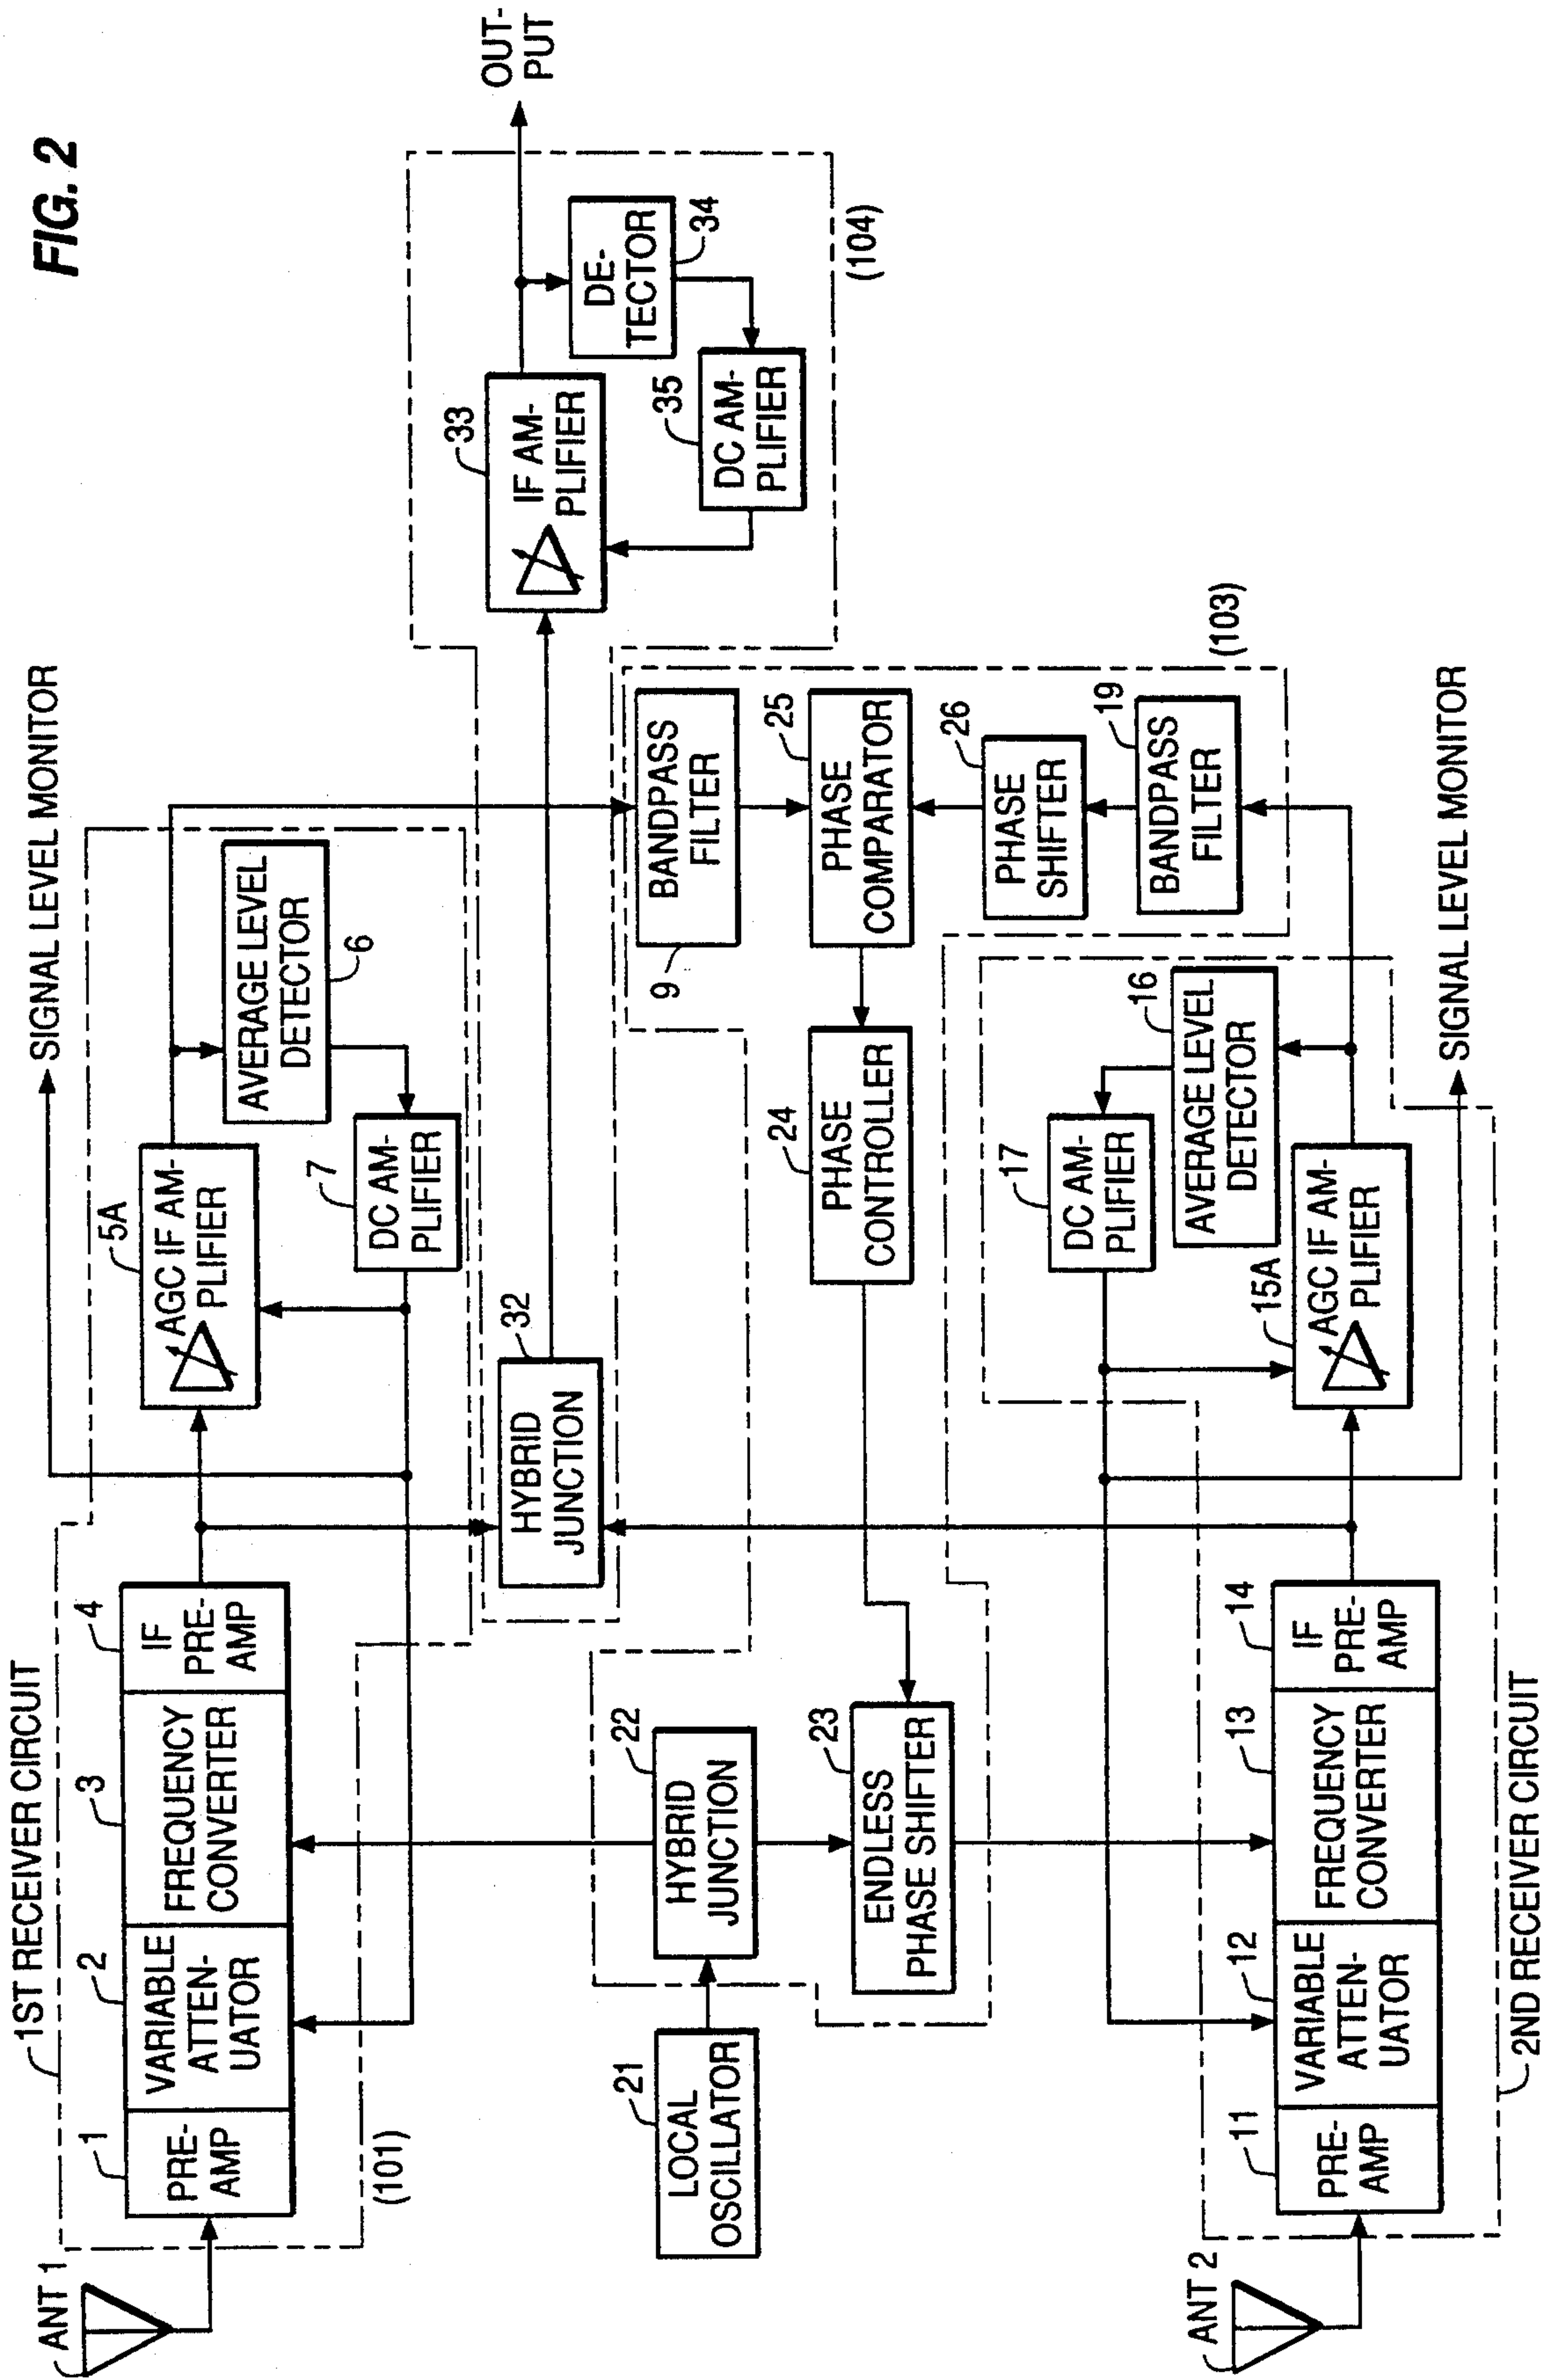 FIG. 2
ANT 1
1ST RECEIVER CIRCUIT
(101)
1
PRE-
AMP
2
VARIABLE
ATTEN-
UATOR
3
FREQUENCY
CONVERTER
4
IF
PRE-
AMP
5A
AGC IF AM-
PLIFIER
AVERAGE LEVEL
DETECTOR
6
7
DC AM-
PLIFIER
SIGNAL LEVEL MONITOR
21
LOCAL
OSCILLATOR
22
HYBRID
JUNCTION
23
ENDLESS
PHASE SHIFTER
32
HYBRID
JUNCTION
24
PHASE
CONTROLLER
9
BANDPASS
FILTER
25
PHASE
COMPARATOR
26
PHASE
SHIFTER
19
BANDPASS
FILTER
(103)
33
IF AM-
PLIFIER
DE-
TECTOR
34
35
DC AM-
PLIFIER
(104)
OUT-
PUT
ANT 2
2ND RECEIVER CIRCUIT
11
PRE-
AMP
12
VARIABLE
ATTEN-
UATOR
13
FREQUENCY
CONVERTER
14
IF
PRE-
AMP
15A
AGC IF AM-
PLIFIER
16
AVERAGE LEVEL
DETECTOR
17
DC AM-
PLIFIER
SIGNAL LEVEL MONITOR